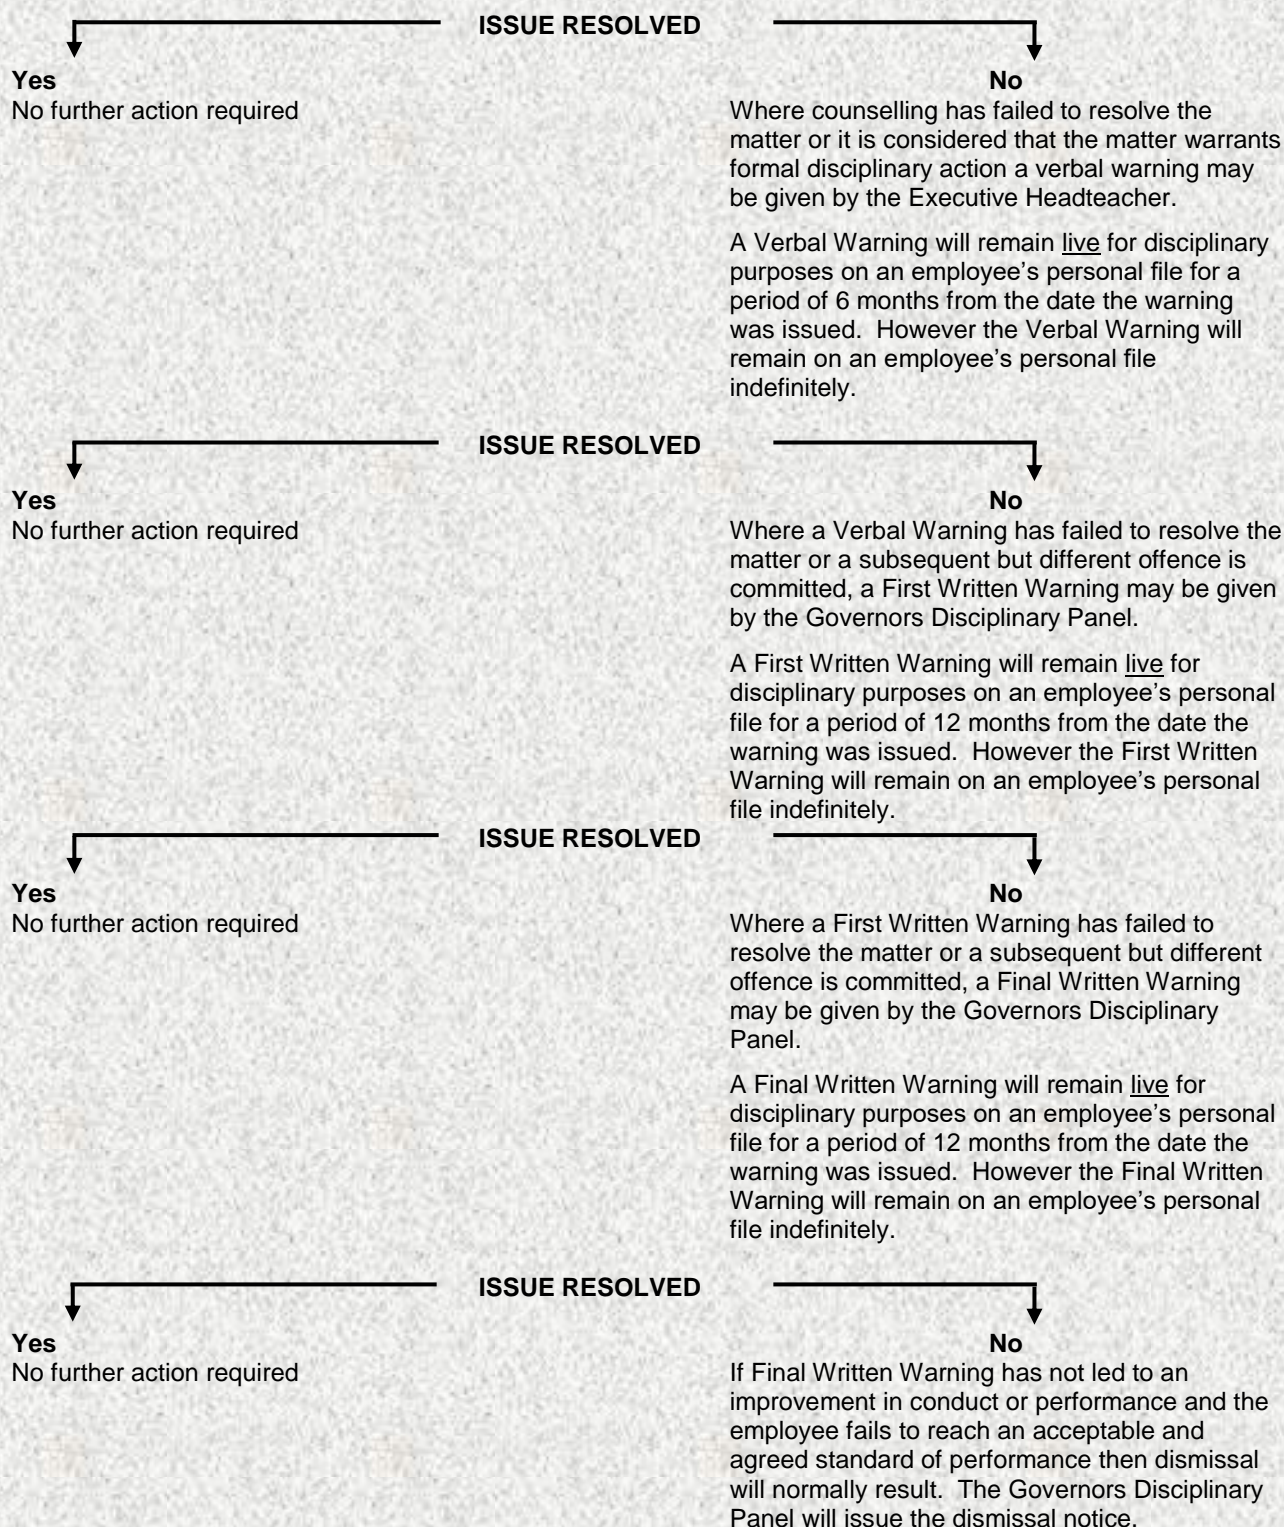 ISSUE RESOLVED
Yes
No further action required
No
Where counselling has failed to resolve the
matter or it is considered that the matter warrants
formal disciplinary action a verbal warning may
be given by the Executive Headteacher.
A Verbal Warning will remain live for disciplinary
purposes on an employee’s personal file for a
period of 6 months from the date the warning
was issued.  However the Verbal Warning will
remain on an employee’s personal file
indefinitely.
ISSUE RESOLVED
Yes
No further action required
No
Where a Verbal Warning has failed to resolve the
matter or a subsequent but different offence is
committed, a First Written Warning may be given
by the Governors Disciplinary Panel.
A First Written Warning will remain live for
disciplinary purposes on an employee’s personal
file for a period of 12 months from the date the
warning was issued.  However the First Written
Warning will remain on an employee’s personal
file indefinitely.
ISSUE RESOLVED
Yes
No further action required
No
Where a First Written Warning has failed to
resolve the matter or a subsequent but different
offence is committed, a Final Written Warning
may be given by the Governors Disciplinary
Panel.
A Final Written Warning will remain live for
disciplinary purposes on an employee’s personal
file for a period of 12 months from the date the
warning was issued.  However the Final Written
Warning will remain on an employee’s personal
file indefinitely.
ISSUE RESOLVED
Yes
No further action required
No
If Final Written Warning has not led to an
improvement in conduct or performance and the
employee fails to reach an acceptable and
agreed standard of performance then dismissal
will normally result.  The Governors Disciplinary
Panel will issue the dismissal notice.